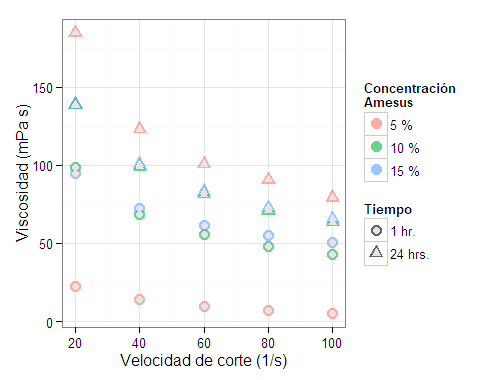 Viscosidad (mPa s)
150
100
50
0
20 40 60 80 100
Velocidad de corte (1/s)
Concentración
Amesus
5 %
10 %
15 %
Tiempo
1 hr.
24 hrs.